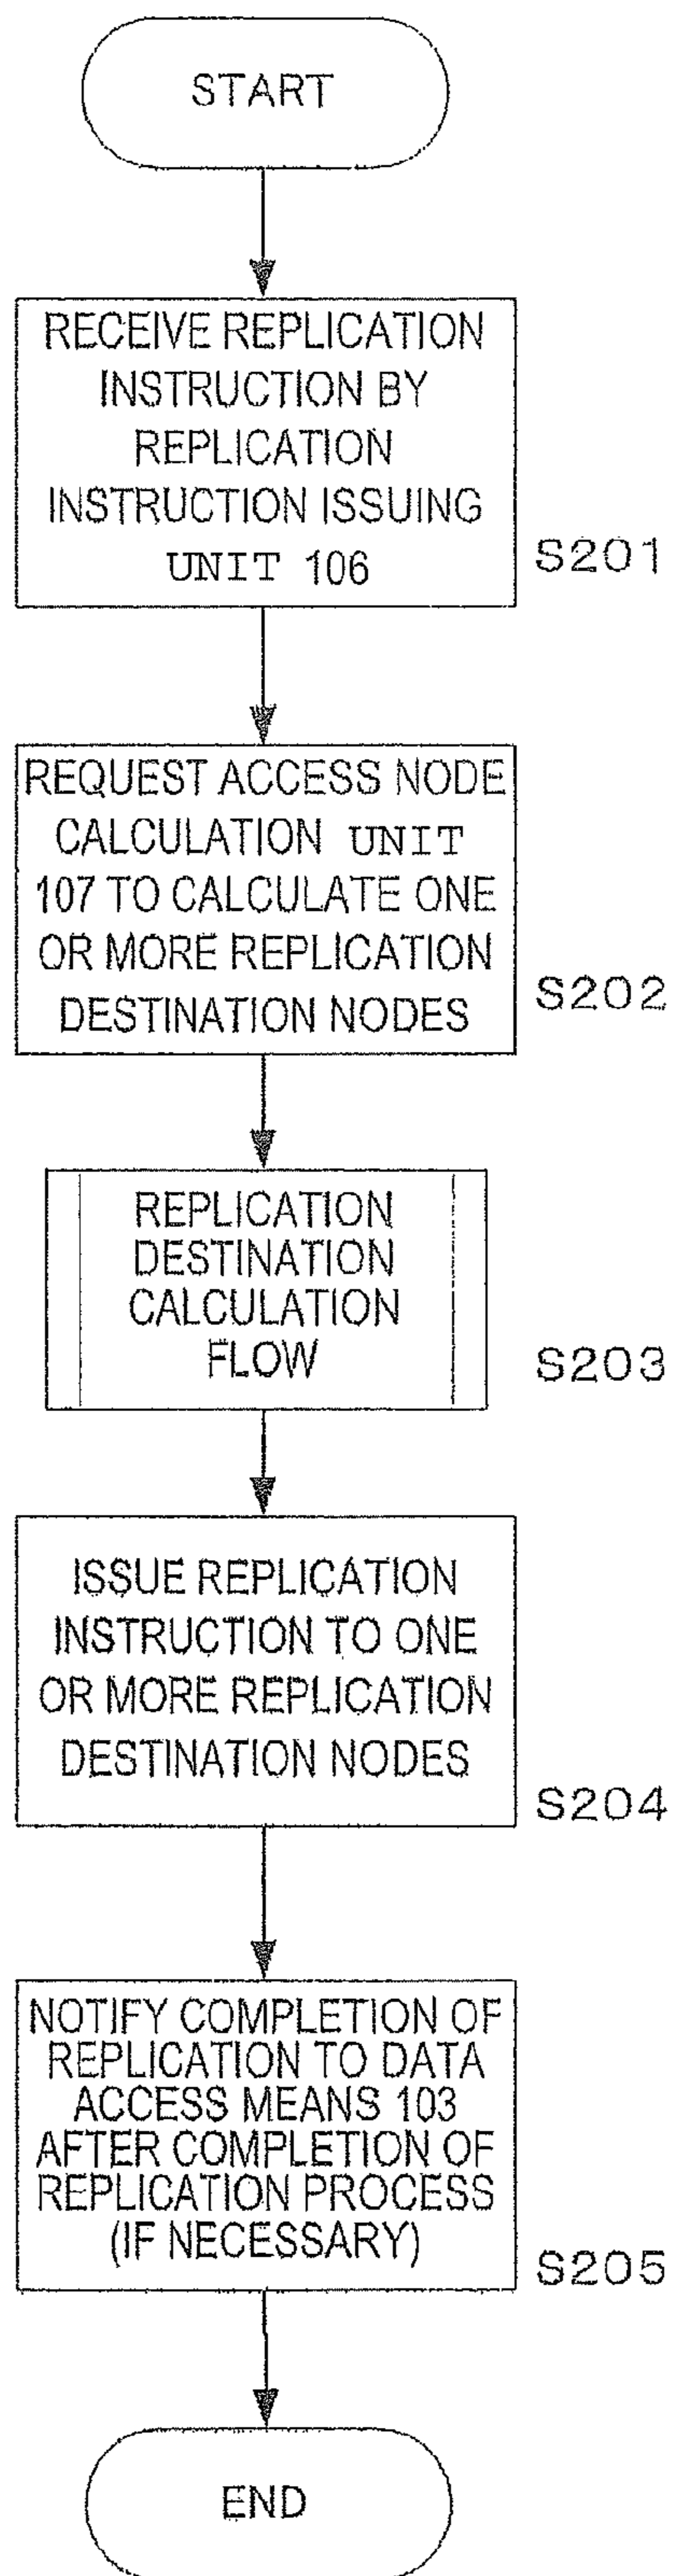 START
RECEIVE REPLICATION
INSTRUCTION BY
REPLICATION
INSTRUCTION ISSUING
UNIT 106
S201
REQUEST ACCESS NODE
CALCULATION UNIT
107 TO CALCULATE ONE
OR MORE REPLICATION
DESTINATION NODES
S202
REPLICATION
DESTINATION
CALCULATION
FLOW
S203
ISSUE REPLICATION
INSTRUCTION TO ONE
OR MORE REPLICATION
DESTINATION NODES
S204
NOTIFY COMPLETION OF
REPLICATION TO DATA
ACCESS MEANS 103
AFTER COMPLETION OF
REPLICATION PROCESS
(IF NECESSARY)
S205
END